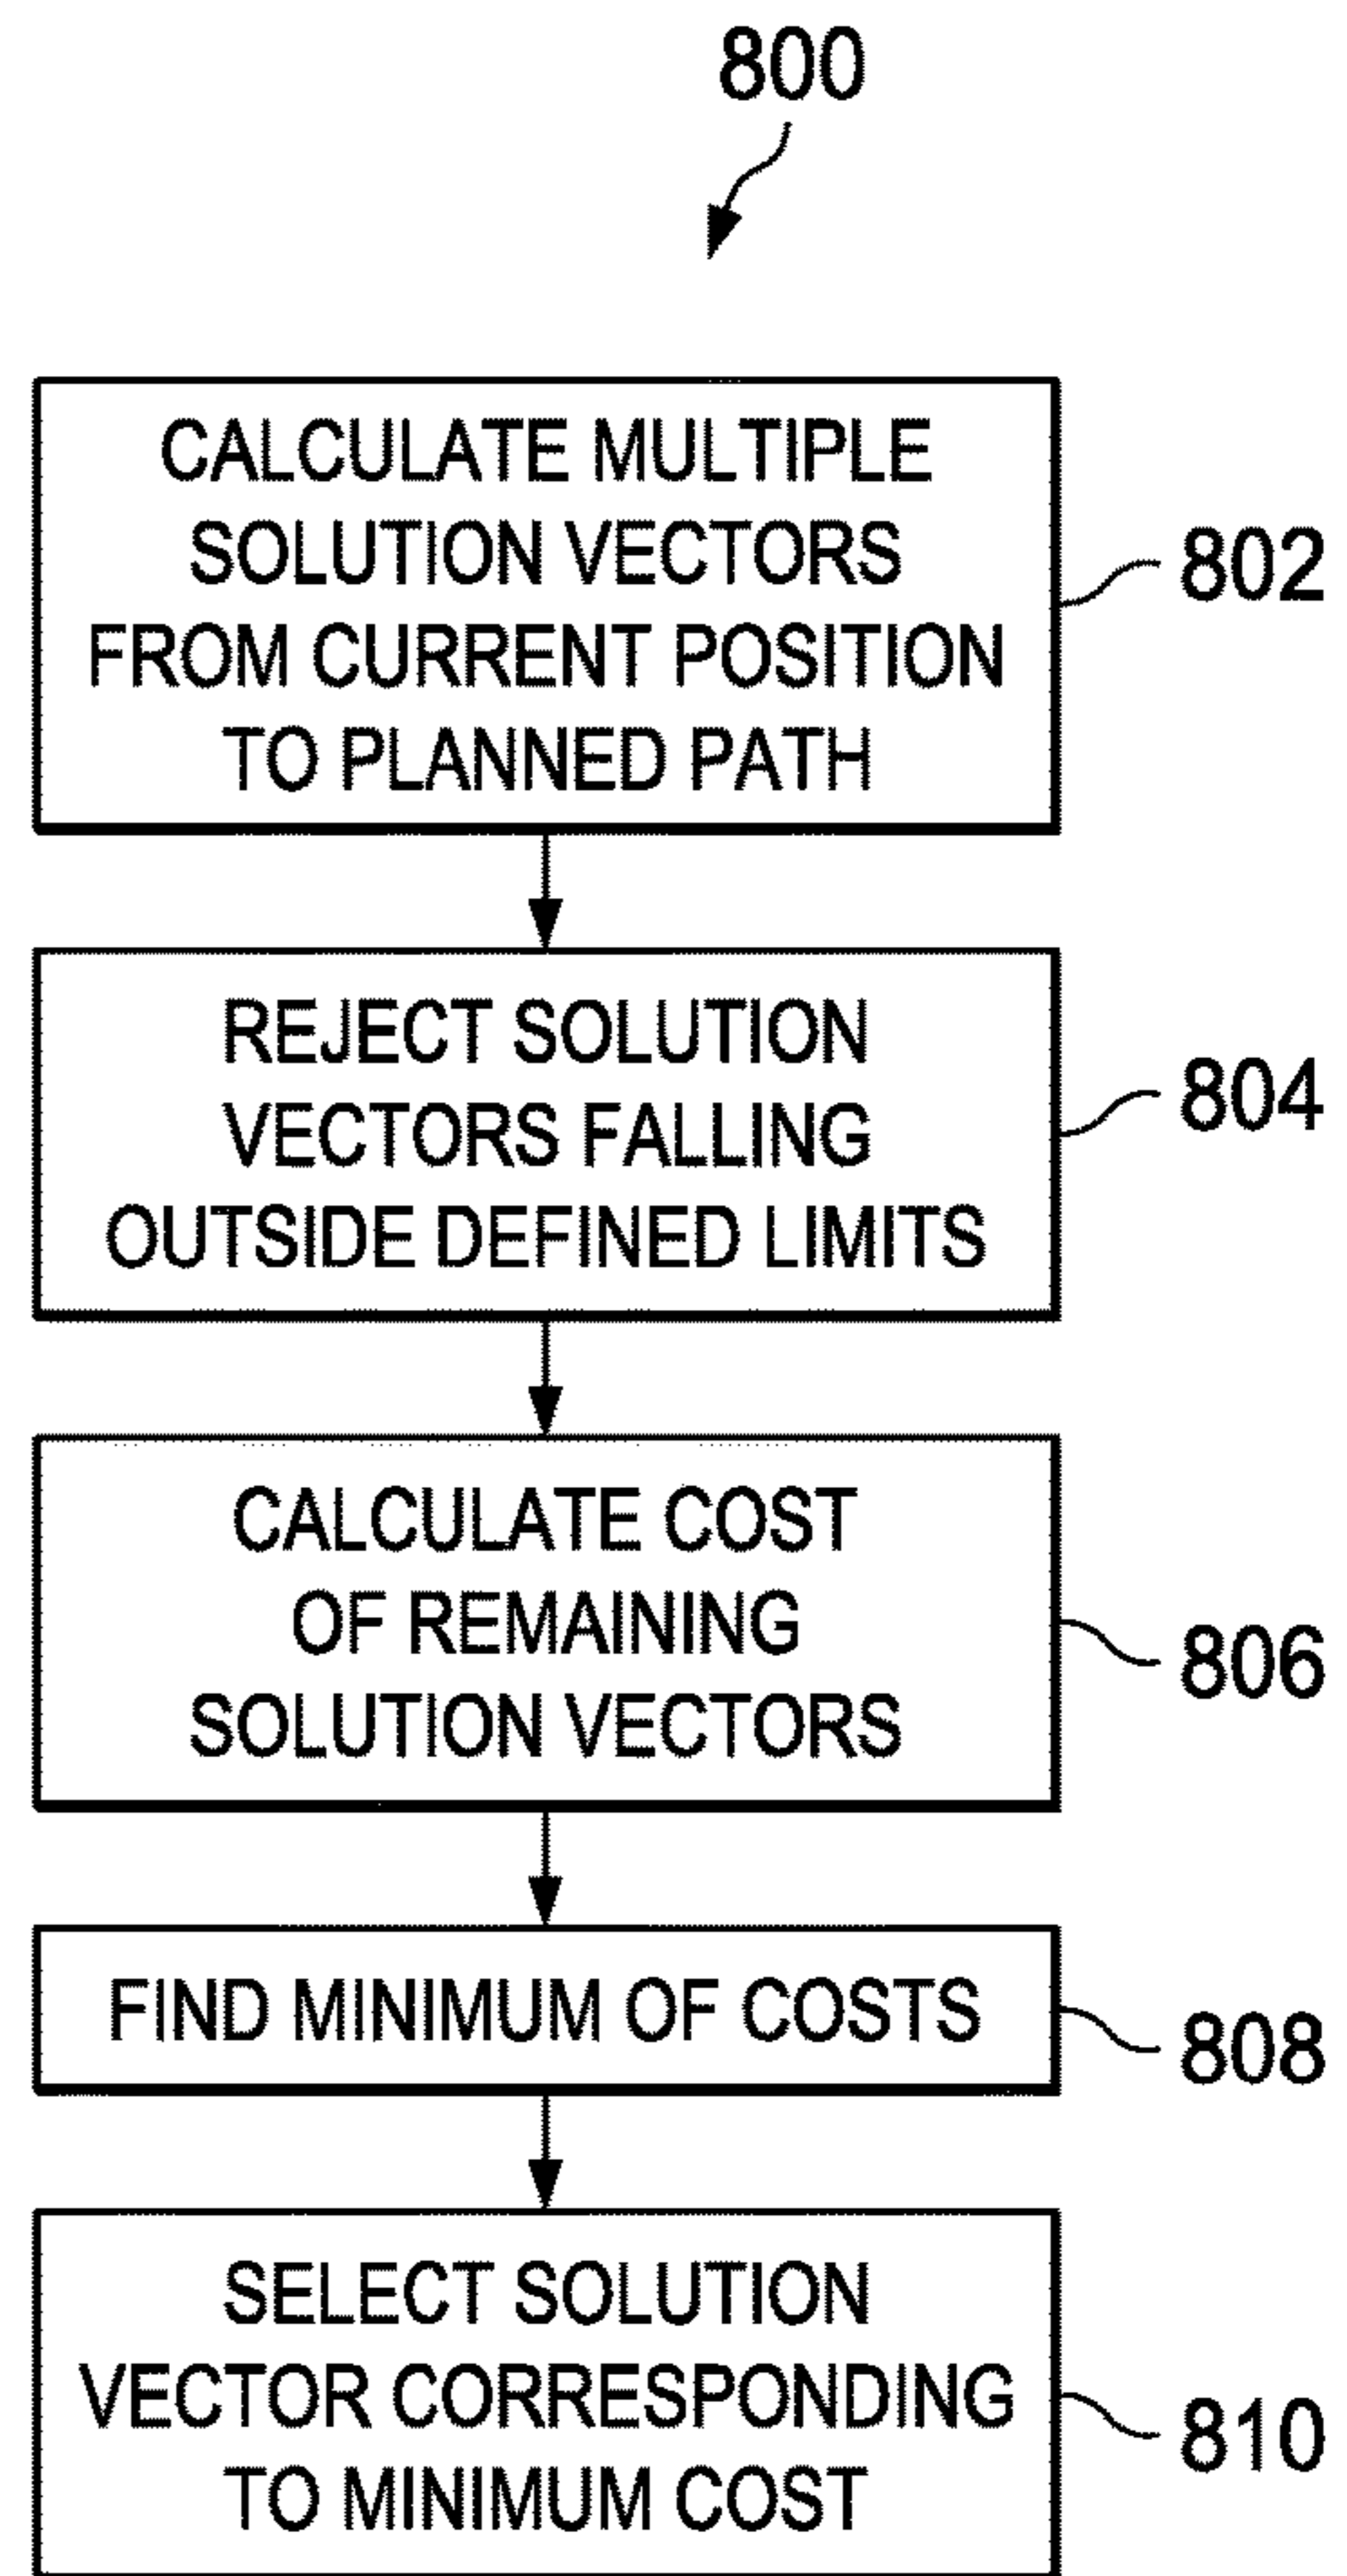 800
CALCULATE MULTIPLE
SOLUTION VECTORS
FROM CURRENT POSITION
TO PLANNED PATH
802
REJECT SOLUTION
VECTORS FALLING
OUTSIDE DEFINED LIMITS
804
CALCULATE COST
OF REMAINING
SOLUTION VECTORS
806
FIND MINIMUM OF COSTS
808
SELECT SOLUTION
VECTOR CORRESPONDING
TO MINIMUM COST
810